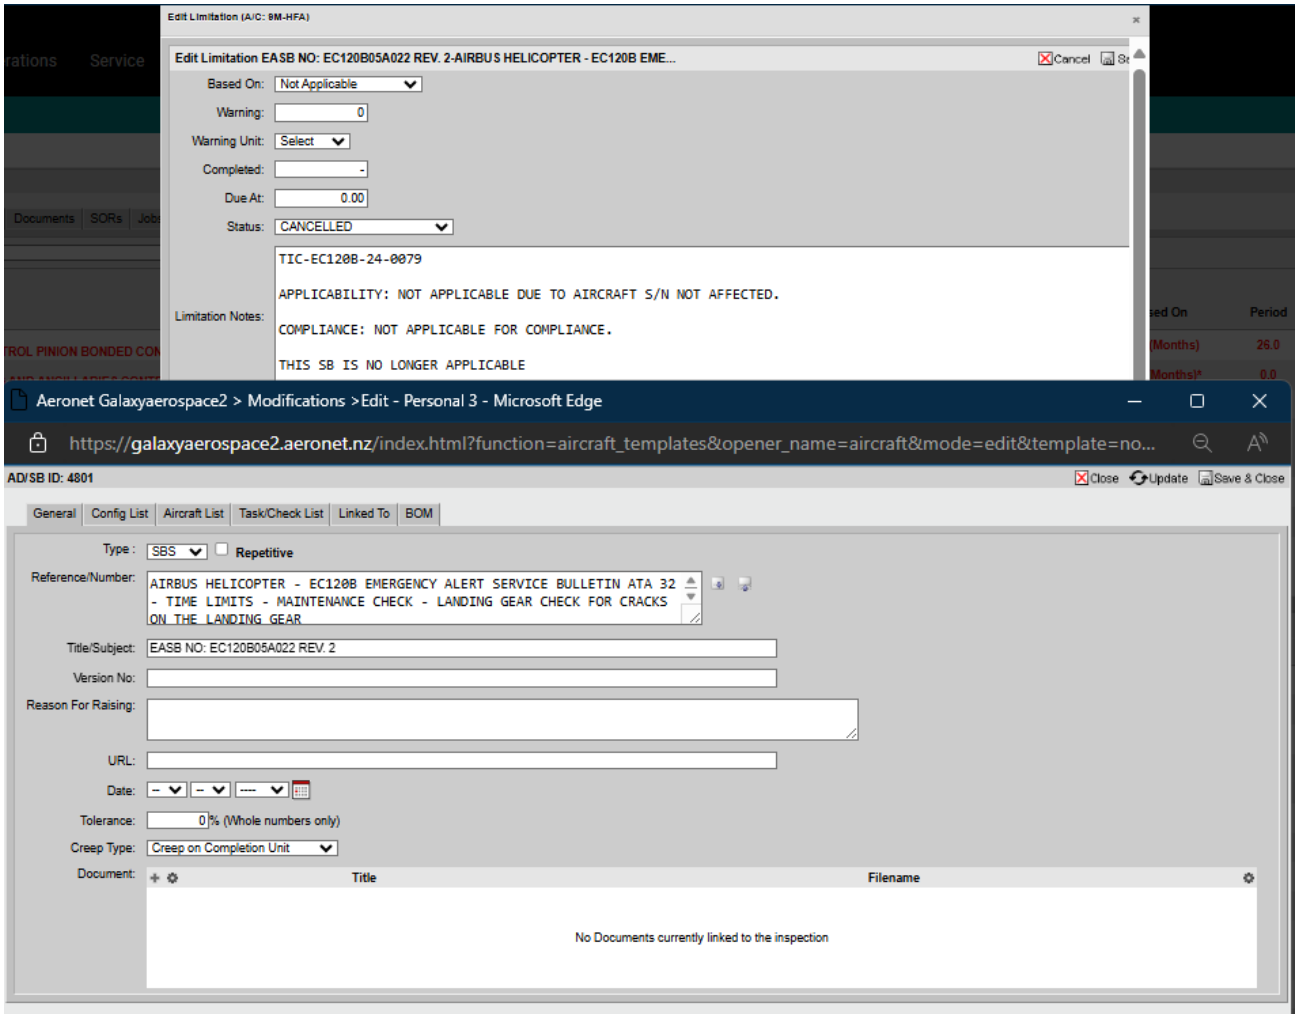 Edit Limitation (A/C: 9M-HFA)
rations Service
Edit Limitation EASB NO: EC120B05A022 REV. 2-AIRBUS HELICOPTER - EC120B EME...
Cancel
Based On: Not Applicable
Warning: 0
Warning Unit: Select
Completed: -
Due At: 0.00
Documents SORs Jobs
Status: CANCELLED
Limitation Notes:
TIC-EC120B-24-0079
APPLICABILITY: NOT APPLICABLE DUE TO AIRCRAFT S/N NOT AFFECTED.
COMPLIANCE: NOT APPLICABLE FOR COMPLIANCE.
THIS SB IS NO LONGER APPLICABLE
sed On Period
TROL PINION BONDED CON (Months) 26.0
AND ANCILLARIES CONT Months)* 0.0
Aeronet Galaxyaerospace2 > Modifications >Edit - Personal 3 - Microsoft Edge
https://galaxyaerospace2.aeronet.nz/index.html?function=aircraft_templates&opener_name=aircraft&mode=edit&template=no...
AD/SB ID: 4801 Close Update Save & Close
General Config List Aircraft List Task/Check List Linked To BOM
Type : SBS Repetitive
Reference/Number: AIRBUS HELICOPTER - EC120B EMERGENCY ALERT SERVICE BULLETIN ATA 32
- TIME LIMITS - MAINTENANCE CHECK - LANDING GEAR CHECK FOR CRACKS
ON THE LANDING GEAR
Title/Subject: EASB NO: EC120B05A022 REV. 2
Version No:
Reason For Raising:
URL:
Date: -- -- ----
Tolerance: 0 % (Whole numbers only)
Creep Type: Creep on Completion Unit
Document: + Title Filename
No Documents currently linked to the inspection